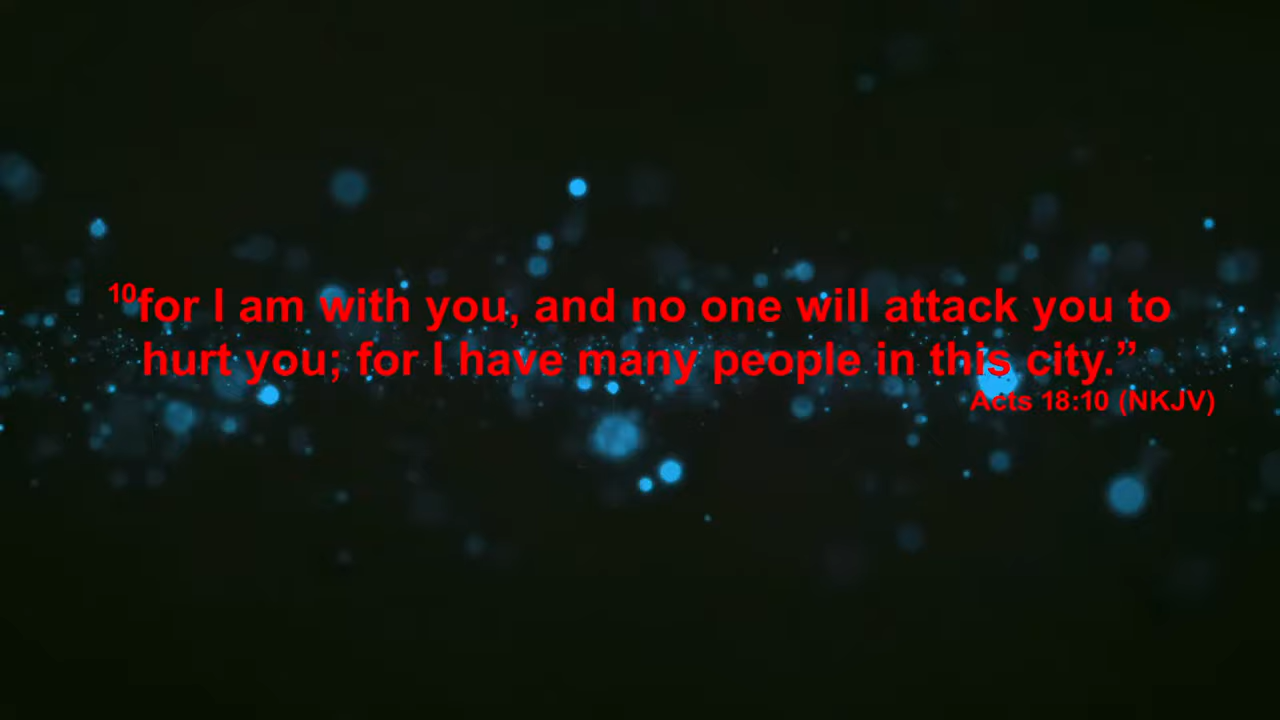 10for I am with you, and no one will attack you to
hurt you; for I have many people in this city.”
Acts 18:10 (NKJV)